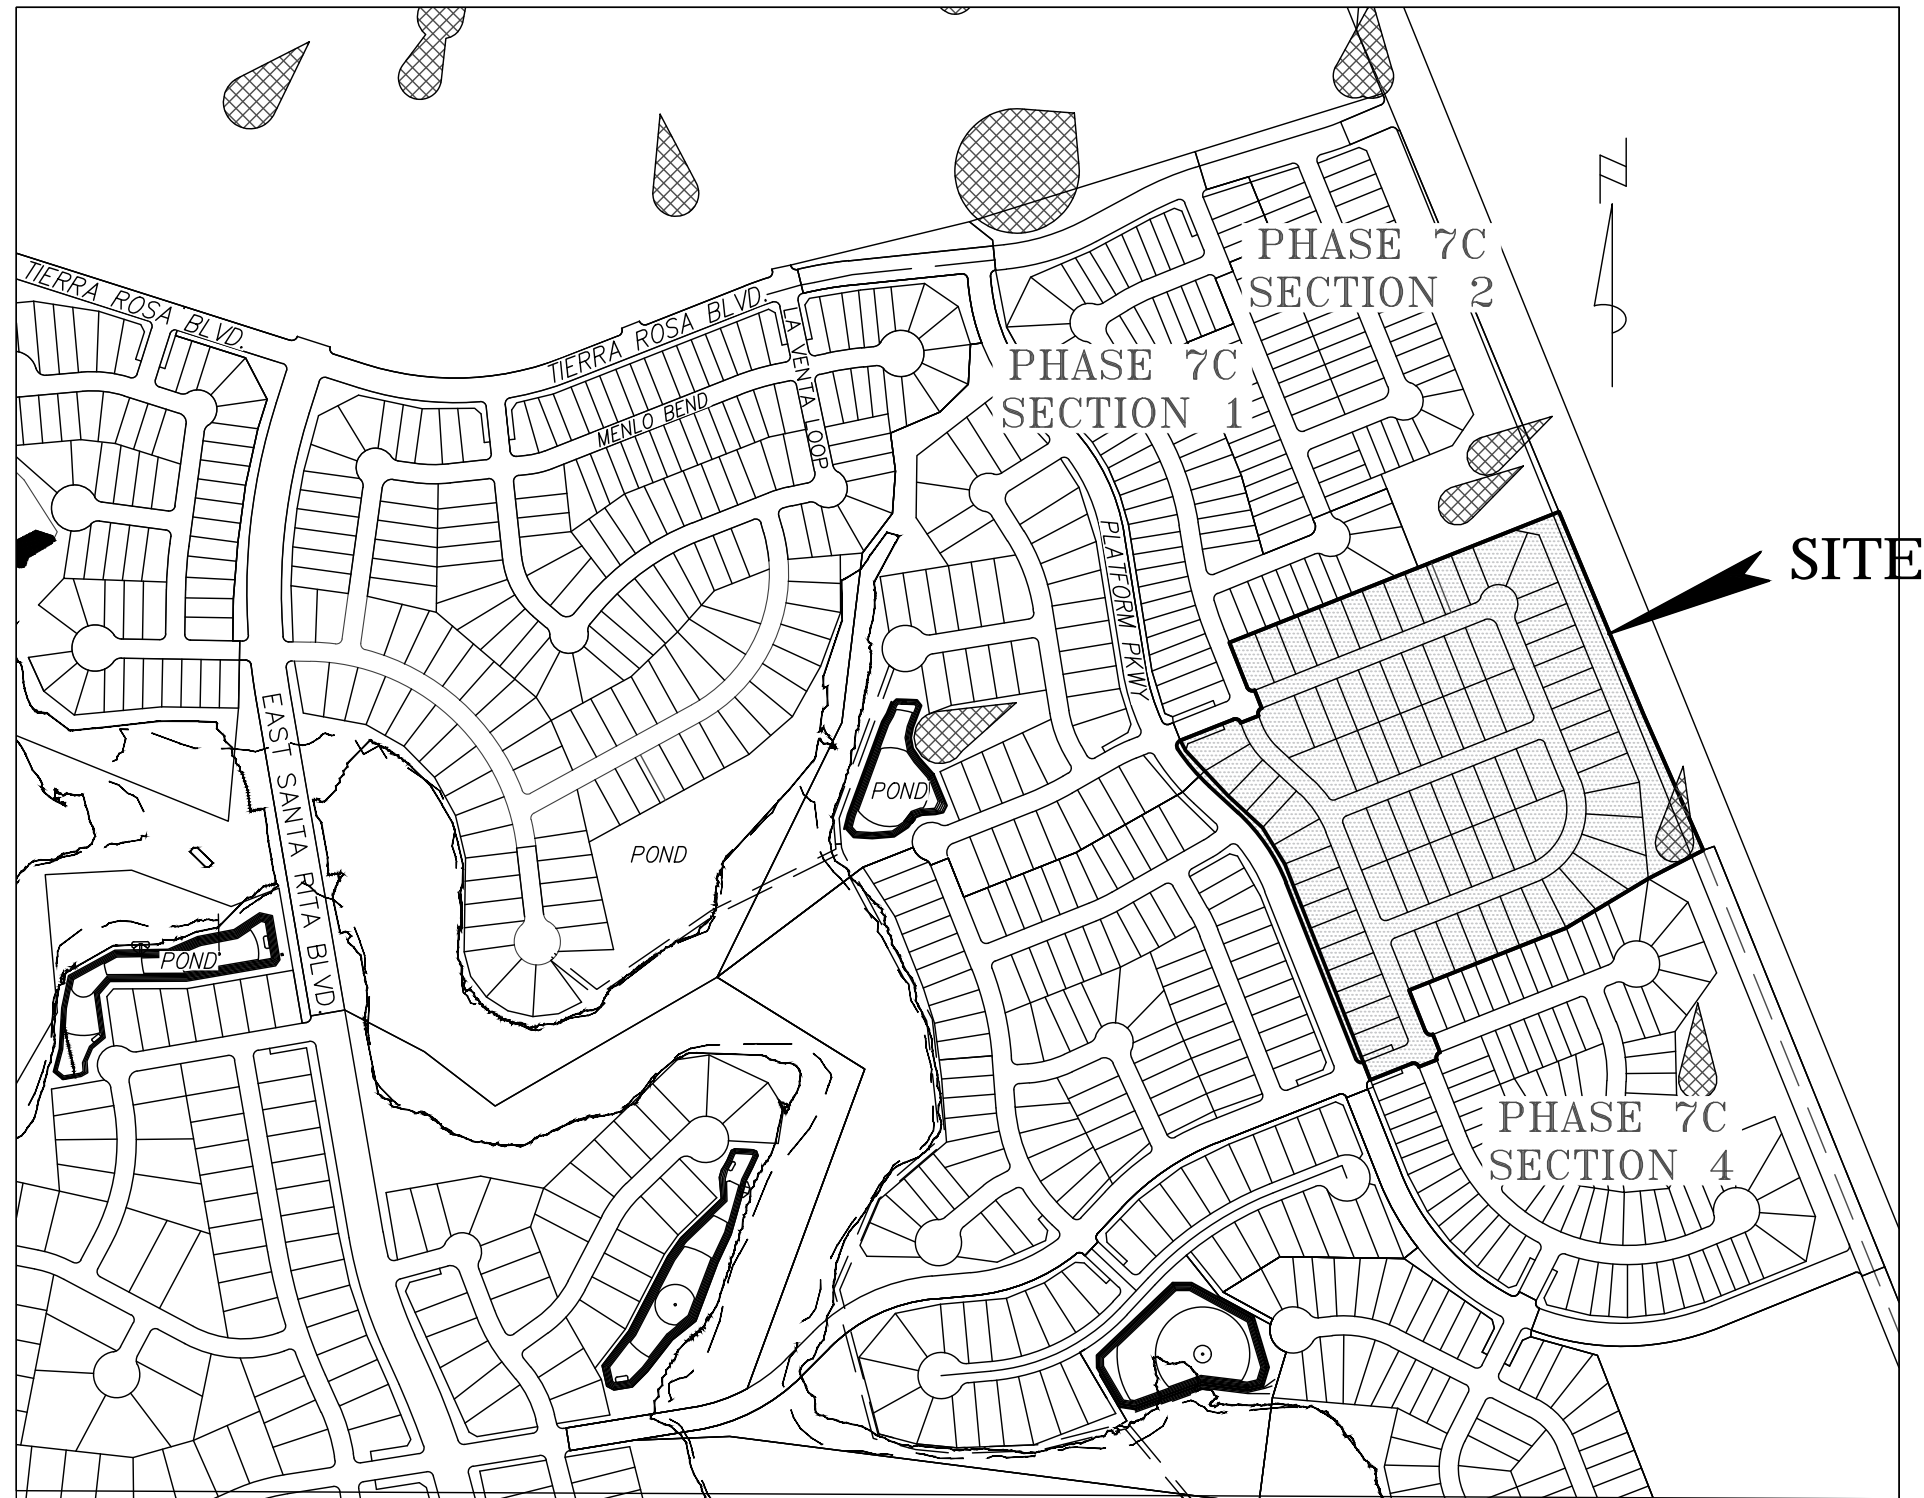 PHASE 7C
SECTION 2
TIERRA ROSA BLVD.
TIERRA ROSA BLVD.
LA VENTA LOOP
PHASE 7C
SECTION 1
MENLO BEND
PLATFORM PKWY
SITE
EAST SANTA RITA BLVD.
POND
POND
POND
PHASE 7C
SECTION 4
N